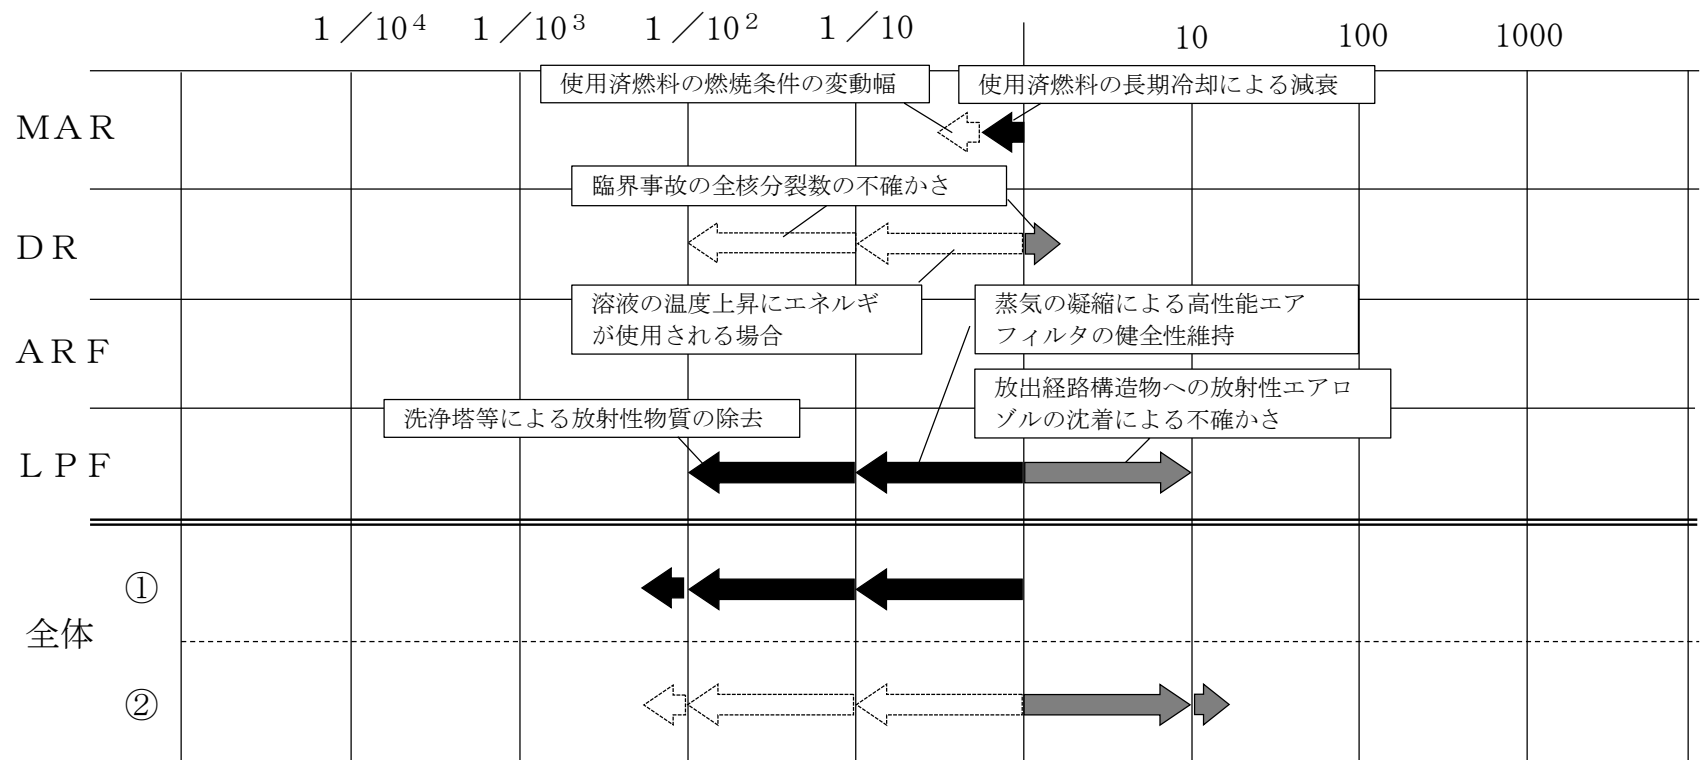 1／10⁴ 1／10³ 1／10² 1／10 10 100 1000
使用済燃料の燃焼条件の変動幅
使用済燃料の長期冷却による減衰
ＭＡＲ
臨界事故の全核分裂数の不確かさ
ＤＲ
溶液の温度上昇にエネルギ
が使用される場合
蒸気の凝縮による高性能エア
フィルタの健全性維持
ＡＲＦ
放出経路構造物への放射性エアロ
ゾルの沈着による不確かさ
洗浄塔等による放射性物質の除去
ＬＰＦ
①
全体
②